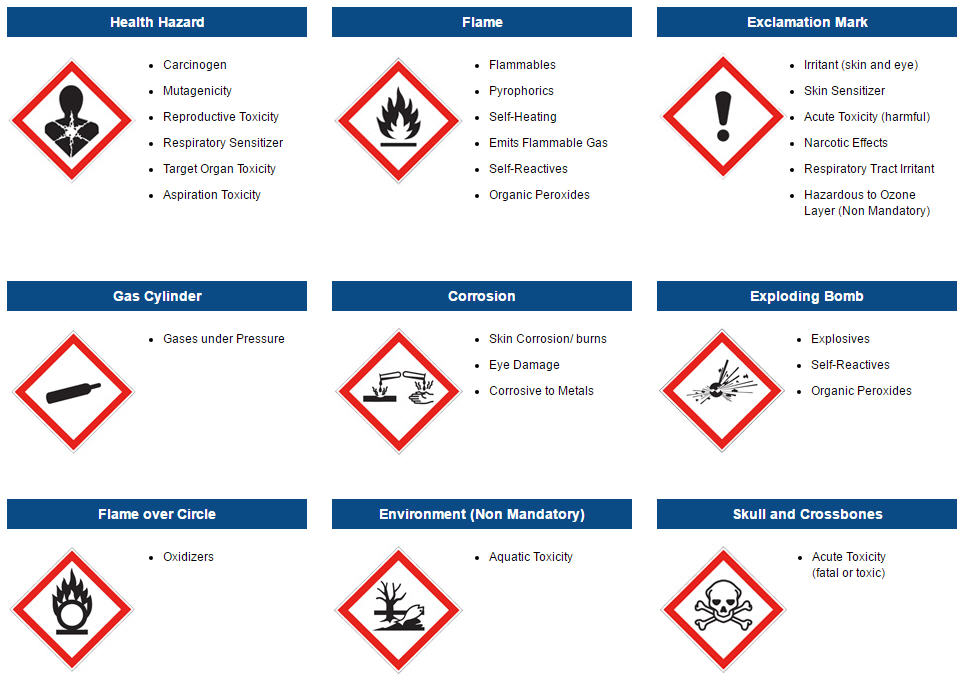 Health Hazard
Carcinogen
Mutagenicity
Reproductive Toxicity
Respiratory Sensitizer
Target Organ Toxicity
Aspiration Toxicity
Flame
Flammables
Pyrophorics
Self-Heating
Emits Flammable Gas
Self-Reactives
Organic Peroxides
Exclamation Mark
Irritant (skin and eye)
Skin Sensitizer
Acute Toxicity (harmful)
Narcotic Effects
Respiratory Tract Irritant
Hazardous to Ozone
Layer (Non Mandatory)
Gas Cylinder
Gases under Pressure
Corrosion
Skin Corrosion/ burns
Eye Damage
Corrosive to Metals
Exploding Bomb
Explosives
Self-Reactives
Organic Peroxides
Flame over Circle
Oxidizers
Environment (Non Mandatory)
Aquatic Toxicity
Skull and Crossbones
Acute Toxicity
(fatal or toxic)